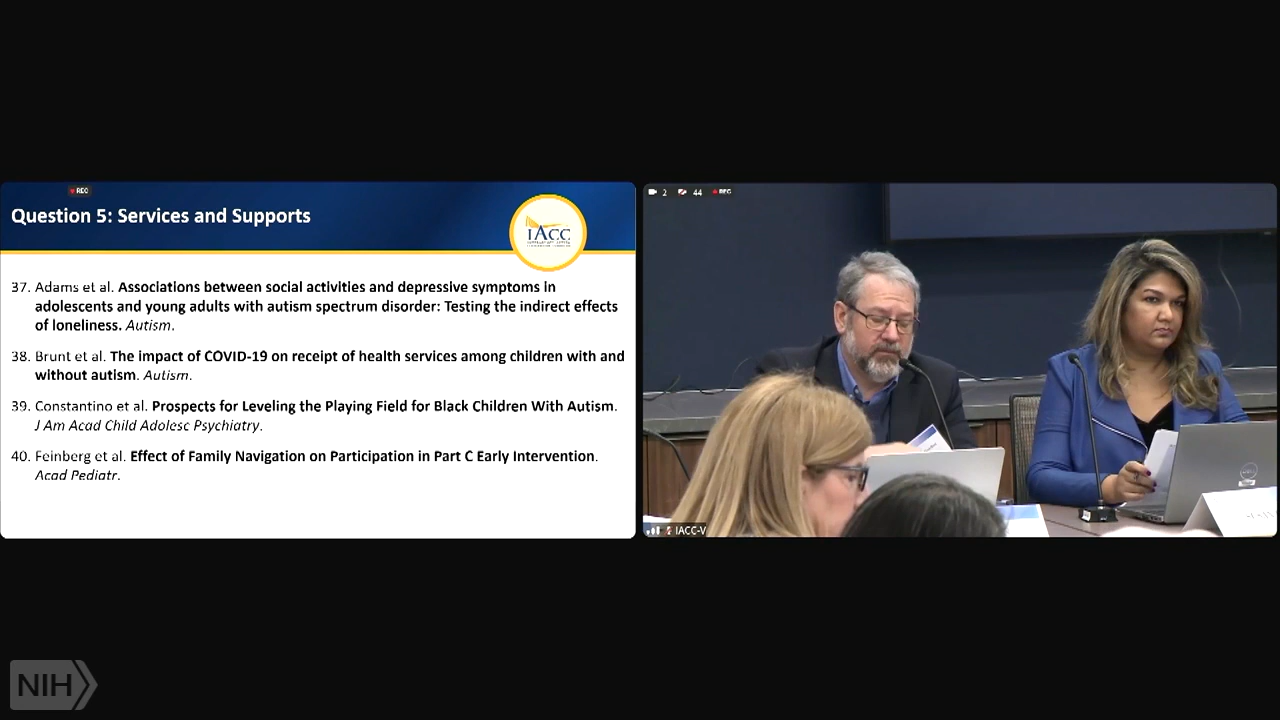 REC
Question 5: Services and Supports
IACC
37. Adams et al. Associations between social activities and depressive symptoms in
adolescents and young adults with autism spectrum disorder: Testing the indirect effects
of loneliness. Autism.
38. Brunt et al. The impact of COVID-19 on receipt of health services among children with and
without autism. Autism.
39. Constantino et al. Prospects for Leveling the Playing Field for Black Children With Autism.
J Am Acad Child Adolesc Psychiatry.
40. Feinberg et al. Effect of Family Navigation on Participation in Part C Early Intervention.
Acad Pediatr.
2 44 REC
IACC-V
NIH